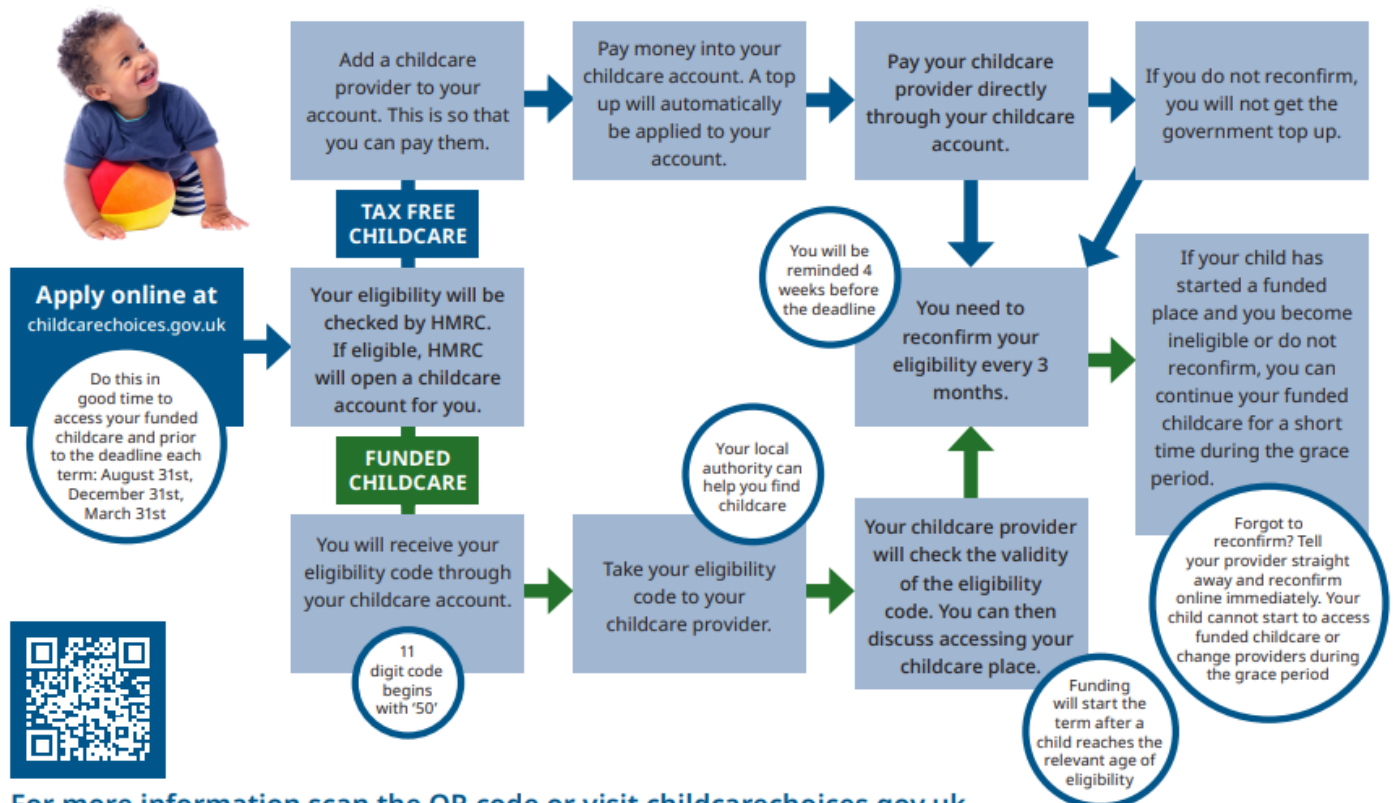 Add a childcare
provider to your
account. This is so that
you can pay them.
Pay money into your
childcare account. A top
up will automatically
be applied to your
account.
Pay your childcare
provider directly
through your childcare
account.
If you do not reconfirm,
you will not get the
government top up.
TAX FREE
CHILDCARE
Apply online at
childcarechoices.gov.uk
Do this in
good time to
access your funded
childcare and prior
to the deadline each
term: August 31st,
December 31st,
March 31st
Your eligibility will be
checked by HMRC.
If eligible, HMRC
will open a childcare
account for you.
You will be
reminded 4
weeks before
the deadline
You need to
reconfirm your
eligibility every 3
months.
If your child has
started a funded
place and you become
ineligible or do not
reconfirm, you can
continue your funded
childcare for a short
time during the grace
period.
FUNDED
CHILDCARE
You will receive your
eligibility code through
your childcare account.
11
digit code
begins
with ‘50’
Your local
authority can
help you find
childcare
Take your eligibility
code to your
childcare provider.
Your childcare provider
will check the validity
of the eligibility
code. You can then
discuss accessing your
childcare place.
Funding
will start the
term after a
child reaches the
relevant age of
eligibility
Forgot to
reconfirm? Tell
your provider straight
away and reconfirm
online immediately. Your
child cannot start to access
funded childcare or
change providers during
the grace period
For more information scan the QR code or visit childcarechoices.gov.uk